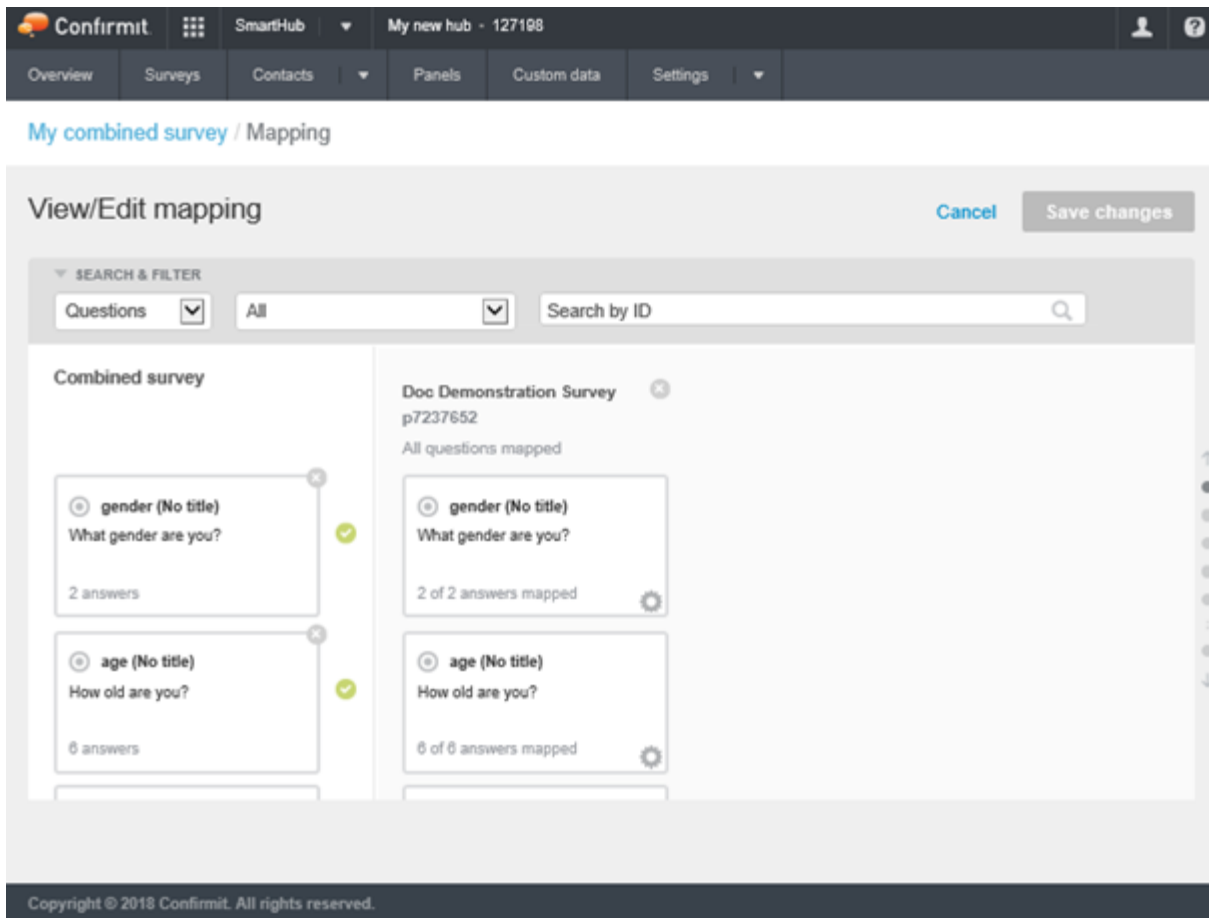 Confirmit. SmartHub My new hub - 127198
Overview Surveys Contacts Panels Custom data Settings
My combined survey / Mapping
View/Edit mapping Cancel Save changes
SEARCH & FILTER
Questions All Search by ID
Combined survey
Doc Demonstration Survey
p7237652
All questions mapped
gender (No title)
What gender are you?
2 answers
gender (No title)
What gender are you?
2 of 2 answers mapped
age (No title)
How old are you?
6 answers
age (No title)
How old are you?
6 of 6 answers mapped
Copyright © 2018 Confirmit. All rights reserved.